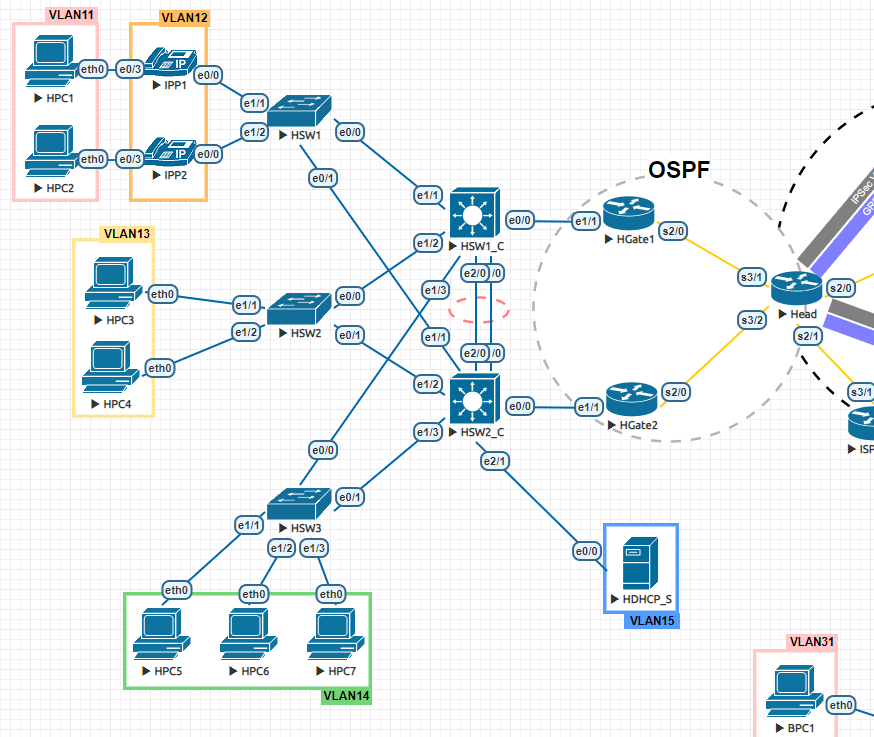 VLAN11
VLAN12
eth0
e0/3
IP
e0/0
HPC1
IPP1
e1/1
e1/2
HSW1
e0/0
eth0
e0/3
IP
e0/0
HPC2
IPP2
e0/1
OSPF
IPSec
e1/1
e0/0
e1/1
s2/0
HSW1_C
HGate1
e1/2
VLAN13
eth0
e1/1
e0/0
e1/3
e2/0
/0
s3/1
s2/0
Head
HPC3
HSW2
e1/2
e0/1
e1/1
s3/2
s2/1
eth0
e2/0
/0
HPC4
e1/2
e0/0
e1/1
s2/0
s3/1
HSW2_C
HGate2
e1/3
ISP
e0/0
e2/1
e0/1
HSW3
e1/1
e1/2
e1/3
e0/0
HDHCP_S
VLAN15
eth0
eth0
eth0
HPC5
HPC6
HPC7
VLAN14
VLAN31
eth0
BPC1